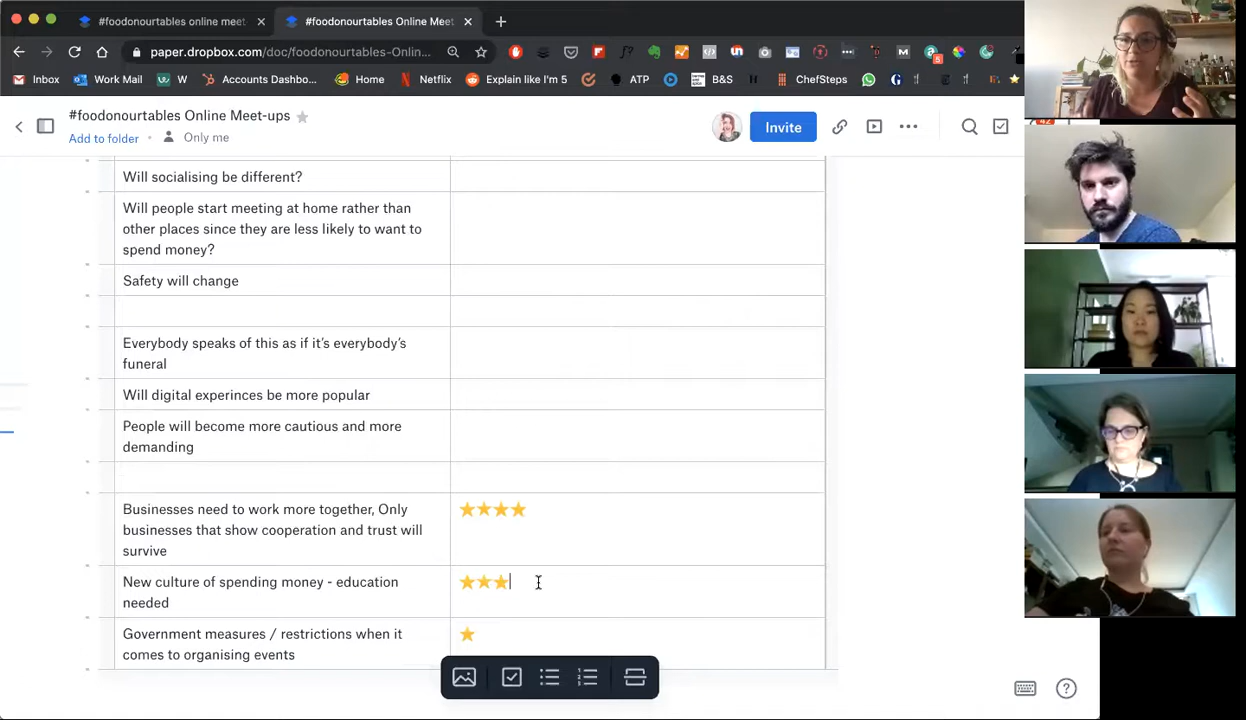 #foodonourtables online meet-
#foodonourtables Online Meet
paper.dropbox.com/doc/foodonourtables-Onlin...
5
Inbox
Work Mail
W
Accounts Dashbo...
Home
Netflix
Explain like I'm 5
ATP
B&S
ChefSteps
#foodonourtables Online Meet-ups
Add to folder
Only me
Invite
42
Will socialising be different?
Will people start meeting at home rather than
other places since they are less likely to want to
spend money?
Safety will change
Everybody speaks of this as if it's everybody's
funeral
Will digital experinces be more popular
People will become more cautious and more
demanding
Businesses need to work more together, Only
businesses that show cooperation and trust will
survive
New culture of spending money - education
needed
Government measures / restrictions when it
comes to organising events